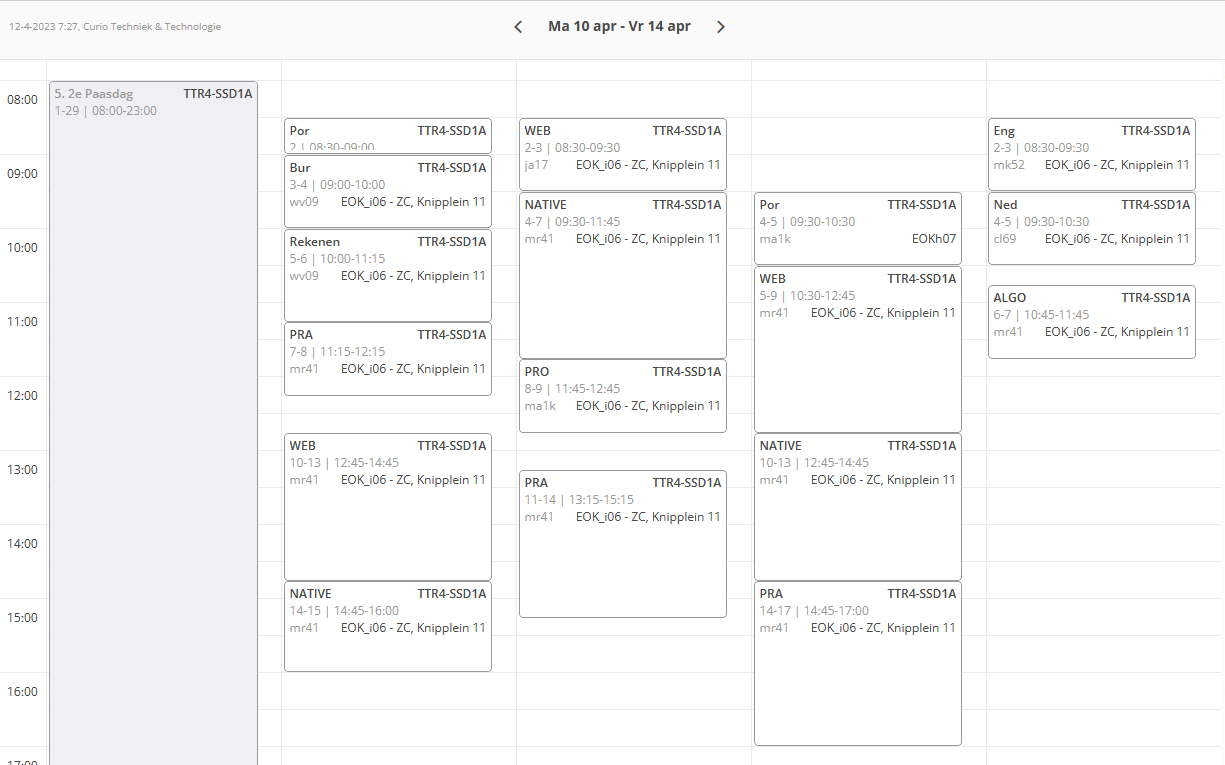 12-4-2023 7:27, Curio Techniek & Technologie
Ma 10 apr - Vr 14 apr
08:00
09:00
10:00
11:00
12:00
13:00
14:00
15:00
16:00
17:00
5. 2e Paasdag TTR4-SSD1A
1-29 | 08:00-23:00
Por TTR4-SSD1A
2 | 08:30-09:00
Bur TTR4-SSD1A
3-4 | 09:00-10:00
wv09 EOK_i06 - ZC, Knipplein 11
Rekenen TTR4-SSD1A
5-6 | 10:00-11:15
wv09 EOK_i06 - ZC, Knipplein 11
PRA TTR4-SSD1A
7-8 | 11:15-12:15
mr41 EOK_i06 - ZC, Knipplein 11
WEB TTR4-SSD1A
10-13 | 12:45-14:45
mr41 EOK_i06 - ZC, Knipplein 11
NATIVE TTR4-SSD1A
14-15 | 14:45-16:00
mr41 EOK_i06 - ZC, Knipplein 11
WEB TTR4-SSD1A
2-3 | 08:30-09:30
ja17 EOK_i06 - ZC, Knipplein 11
NATIVE TTR4-SSD1A
4-7 | 09:30-11:45
mr41 EOK_i06 - ZC, Knipplein 11
PRO TTR4-SSD1A
8-9 | 11:45-12:45
ma1k EOK_i06 - ZC, Knipplein 11
PRA TTR4-SSD1A
11-14 | 13:15-15:15
mr41 EOK_i06 - ZC, Knipplein 11
Por TTR4-SSD1A
4-5 | 09:30-10:30
ma1k EOKh07
WEB TTR4-SSD1A
5-9 | 10:30-12:45
mr41 EOK_i06 - ZC, Knipplein 11
NATIVE TTR4-SSD1A
10-13 | 12:45-14:45
mr41 EOK_i06 - ZC, Knipplein 11
PRA TTR4-SSD1A
14-17 | 14:45-17:00
mr41 EOK_i06 - ZC, Knipplein 11
Eng TTR4-SSD1A
2-3 | 08:30-09:30
mk52 EOK_i06 - ZC, Knipplein 11
Ned TTR4-SSD1A
4-5 | 09:30-10:30
cl69 EOK_i06 - ZC, Knipplein 11
ALGO TTR4-SSD1A
6-7 | 10:45-11:45
mr41 EOK_i06 - ZC, Knipplein 11